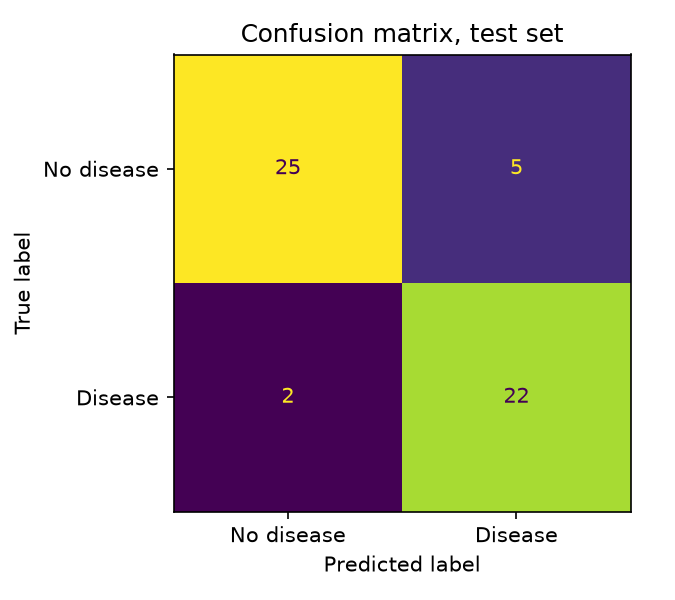 Confusion matrix, test set
True label
No disease
25
5
Disease
2
22
No disease
Disease
Predicted label